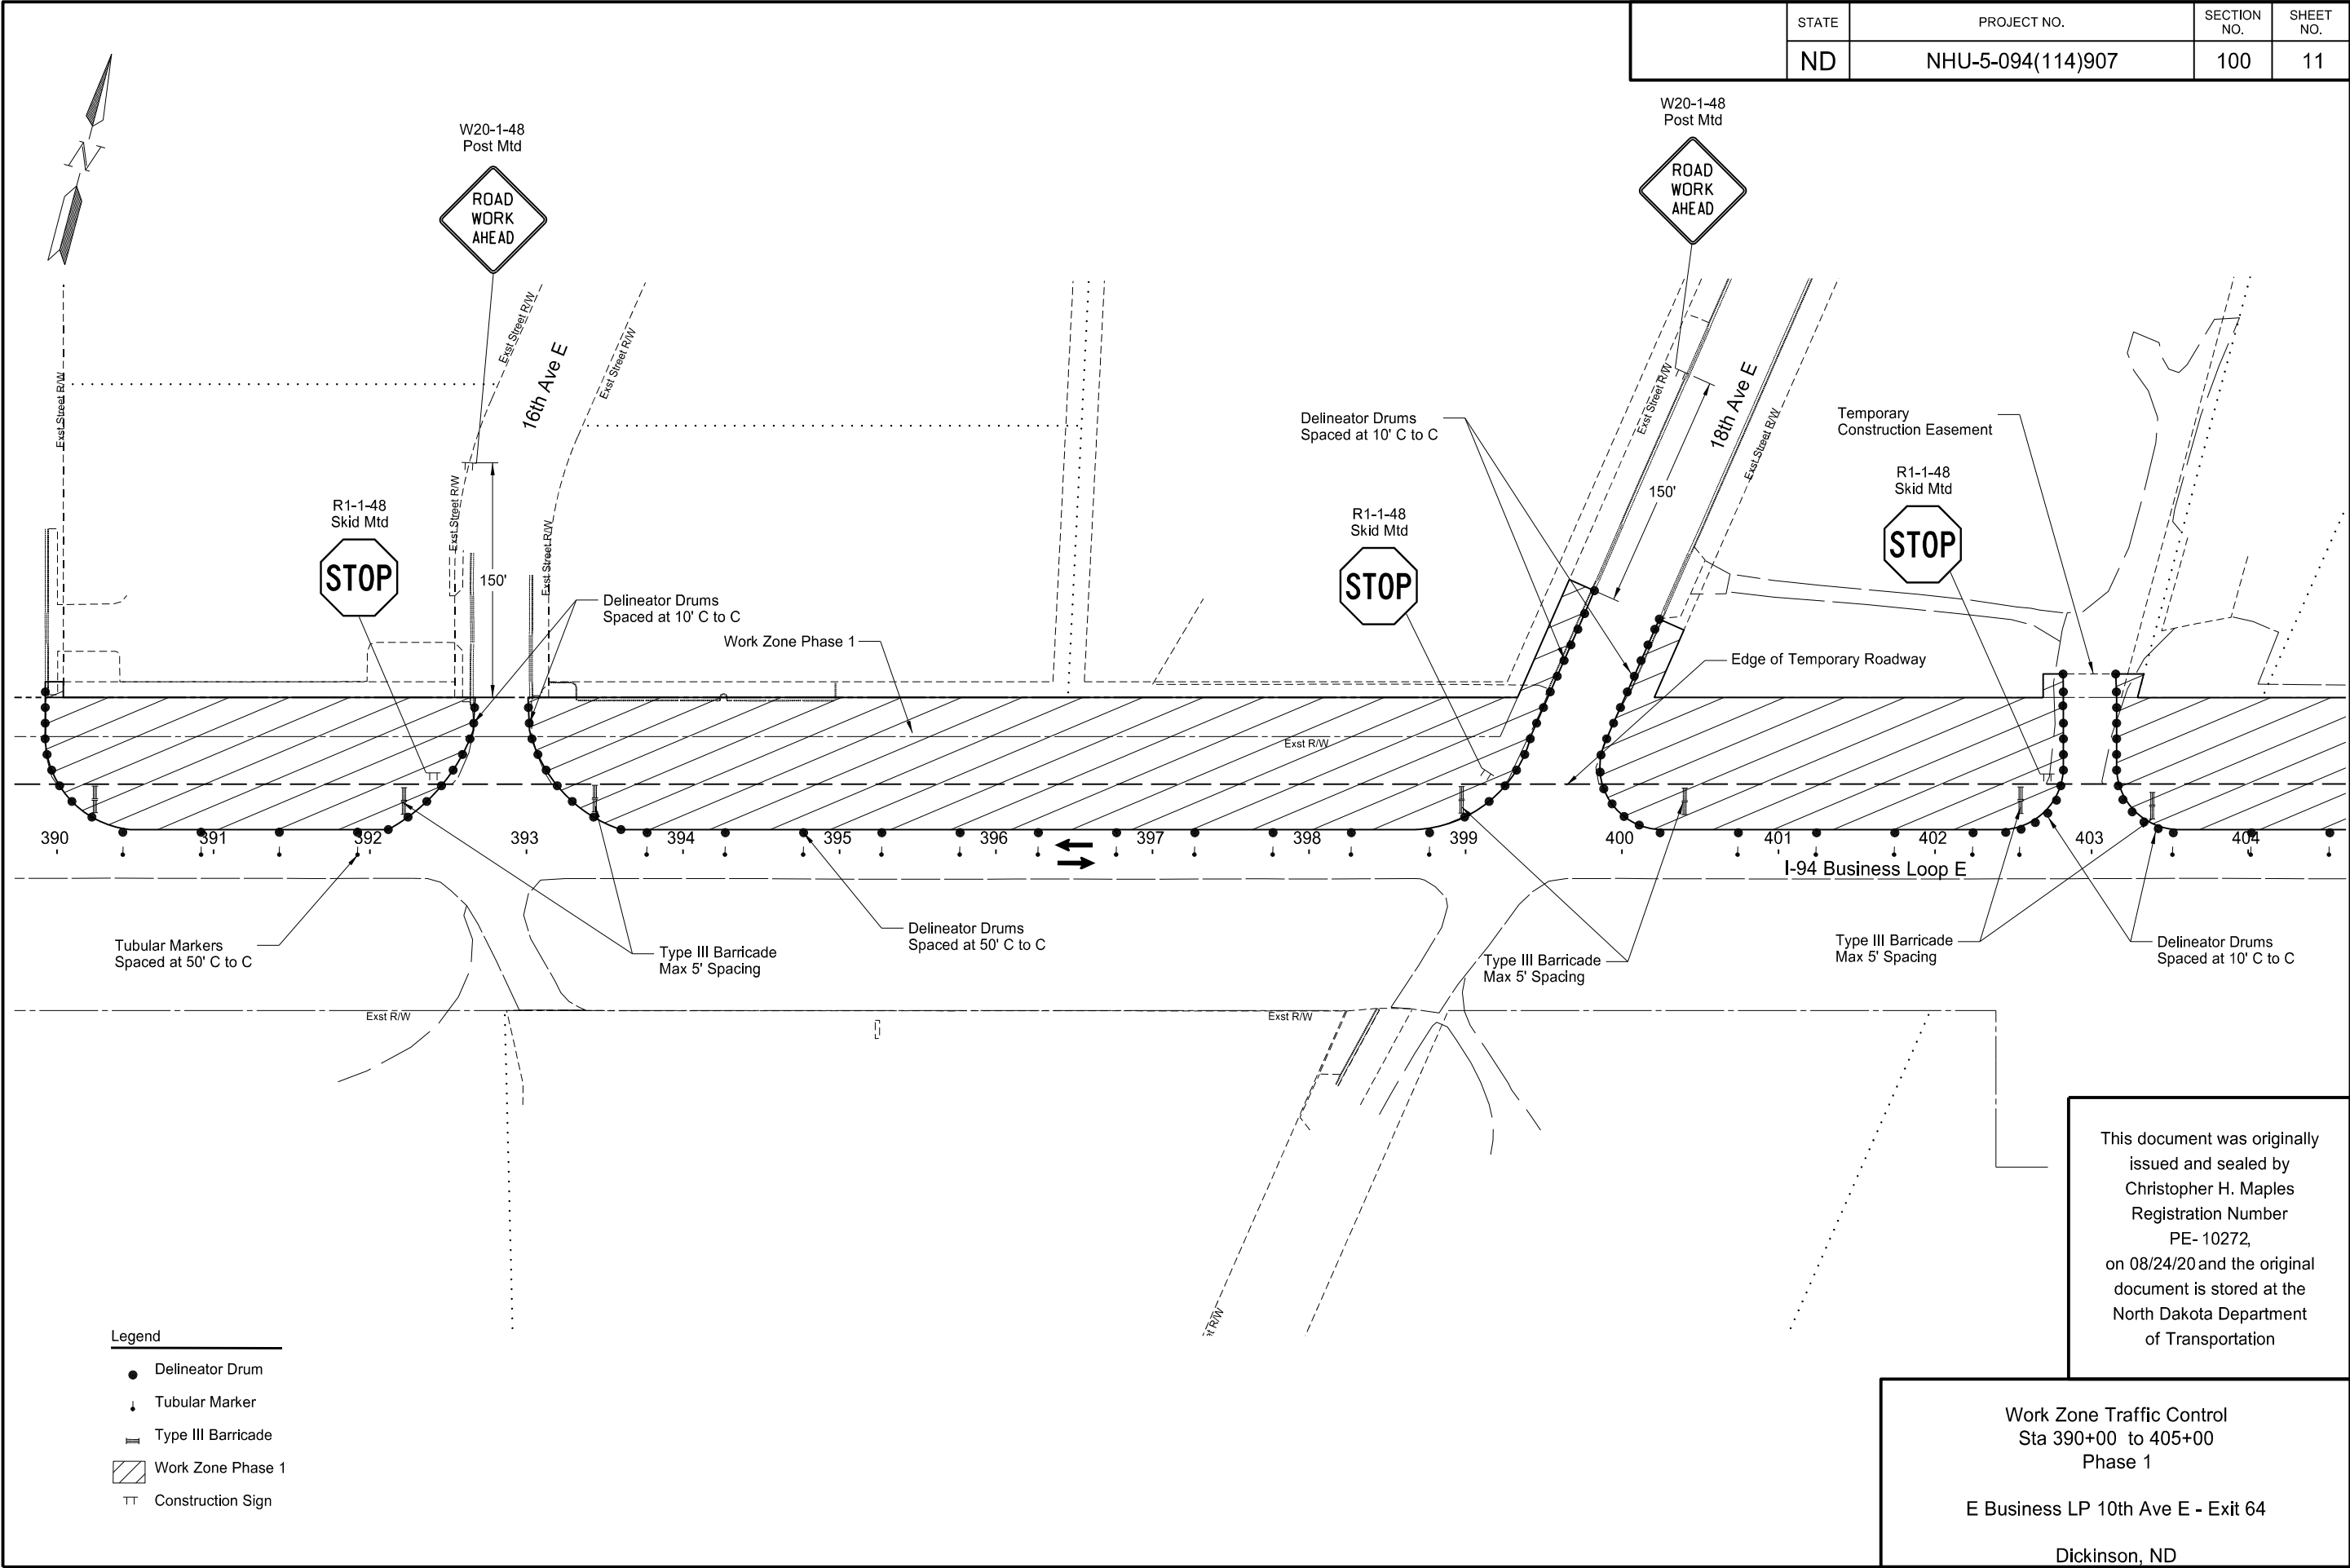 STATE
PROJECT NO.
SECTION
NO.
SHEET
NO.
ND
NHU-5-094(114)907
100
11
N
W20-1-48
Post Mtd
ROAD
WORK
AHEAD
W20-1-48
Post Mtd
ROAD
WORK
AHEAD
Exst Street R/W
Exst Street R/W
Exst Street R/W
16th Ave E
Exst Street R/W
Exst Street R/W
Exst Street R/W
18th Ave E
Exst Street R/W
R1-1-48
Skid Mtd
STOP
150'
Delineator Drums
Spaced at 10' C to C
Work Zone Phase 1
Delineator Drums
Spaced at 10' C to C
R1-1-48
Skid Mtd
STOP
150'
Temporary
Construction Easement
R1-1-48
Skid Mtd
STOP
Edge of Temporary Roadway
Exst R/W
390
391
392
393
394
395
396
397
398
399
400
401
402
403
404
I-94 Business Loop E
Tubular Markers
Spaced at 50' C to C
Type III Barricade
Max 5' Spacing
Delineator Drums
Spaced at 50' C to C
Type III Barricade
Max 5' Spacing
Type III Barricade
Max 5' Spacing
Delineator Drums
Spaced at 10' C to C
Exst R/W
Exst R/W
st R/W
Legend
Delineator Drum
Tubular Marker
Type III Barricade
Work Zone Phase 1
Construction Sign
This document was originally
issued and sealed by
Christopher H. Maples
Registration Number
PE- 10272,
on 08/24/20 and the original
document is stored at the
North Dakota Department
of Transportation
Work Zone Traffic Control
Sta 390+00 to 405+00
Phase 1
E Business LP 10th Ave E - Exit 64
Dickinson, ND